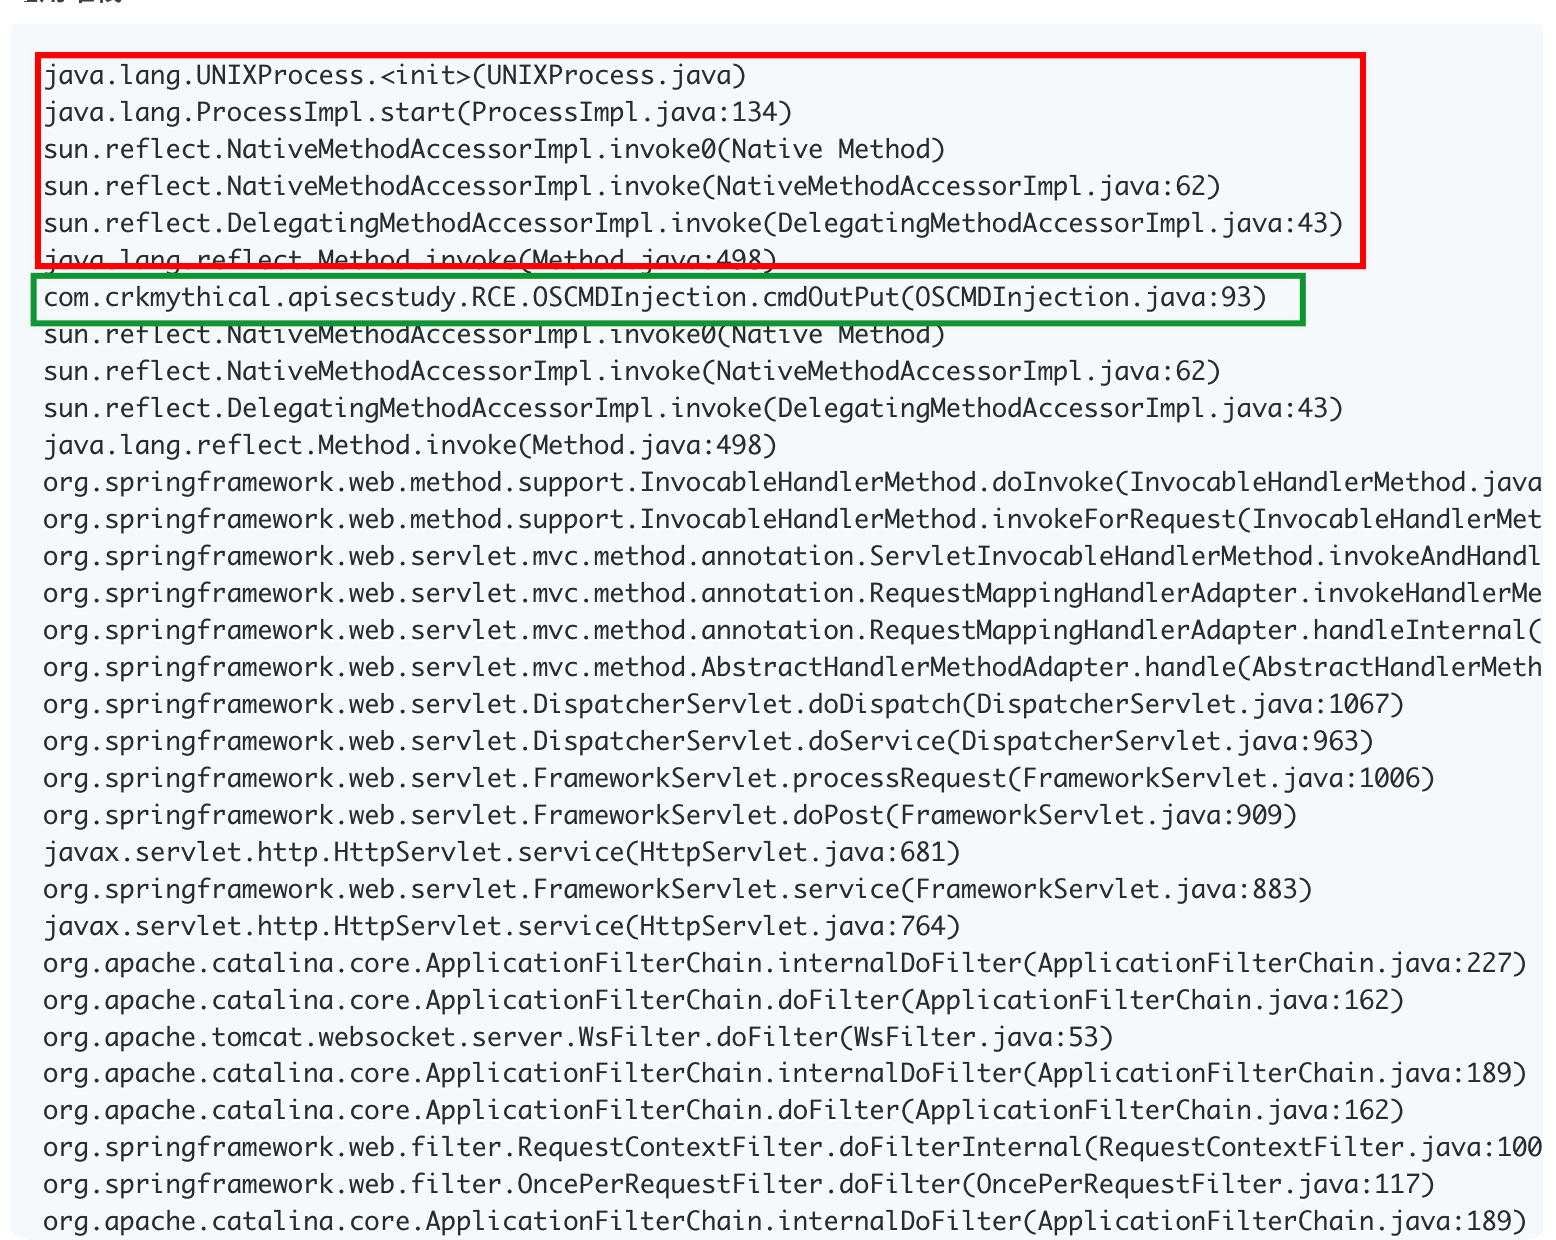 java.lang.UNIXProcess.<init>(UNIXProcess.java)
java.lang.ProcessImpl.start(ProcessImpl.java:134)
sun.reflect.NativeMethodAccessorImpl.invoke0(Native Method)
sun.reflect.NativeMethodAccessorImpl.invoke(NativeMethodAccessorImpl.java:62)
sun.reflect.DelegatingMethodAccessorImpl.invoke(DelegatingMethodAccessorImpl.java:43)
java.lang.reflect.Method.invoke(Method.java:498)
com.crkmythical.apisecstudy.RCE.OSCMDInjection.cmdOutPut(OSCMDInjection.java:93)
sun.reflect.NativeMethodAccessorImpl.invoke0(Native Method)
sun.reflect.NativeMethodAccessorImpl.invoke(NativeMethodAccessorImpl.java:62)
sun.reflect.DelegatingMethodAccessorImpl.invoke(DelegatingMethodAccessorImpl.java:43)
java.lang.reflect.Method.invoke(Method.java:498)
org.springframework.web.method.support.InvocableHandlerMethod.doInvoke(InvocableHandlerMethod.java
org.springframework.web.method.support.InvocableHandlerMethod.invokeForRequest(InvocableHandlerMet
org.springframework.web.servlet.mvc.method.annotation.ServletInvocableHandlerMethod.invokeAndHandl
org.springframework.web.servlet.mvc.method.annotation.RequestMappingHandlerAdapter.invokeHandlerMe
org.springframework.web.servlet.mvc.method.annotation.RequestMappingHandlerAdapter.handleInternal(
org.springframework.web.servlet.mvc.method.AbstractHandlerMethodAdapter.handle(AbstractHandlerMeth
org.springframework.web.servlet.DispatcherServlet.doDispatch(DispatcherServlet.java:1067)
org.springframework.web.servlet.DispatcherServlet.doService(DispatcherServlet.java:963)
org.springframework.web.servlet.FrameworkServlet.processRequest(FrameworkServlet.java:1006)
org.springframework.web.servlet.FrameworkServlet.doPost(FrameworkServlet.java:909)
javax.servlet.http.HttpServlet.service(HttpServlet.java:681)
org.springframework.web.servlet.FrameworkServlet.service(FrameworkServlet.java:883)
javax.servlet.http.HttpServlet.service(HttpServlet.java:764)
org.apache.catalina.core.ApplicationFilterChain.internalDoFilter(ApplicationFilterChain.java:227)
org.apache.catalina.core.ApplicationFilterChain.doFilter(ApplicationFilterChain.java:162)
org.apache.tomcat.websocket.server.WsFilter.doFilter(WsFilter.java:53)
org.apache.catalina.core.ApplicationFilterChain.internalDoFilter(ApplicationFilterChain.java:189)
org.apache.catalina.core.ApplicationFilterChain.doFilter(ApplicationFilterChain.java:162)
org.springframework.web.filter.RequestContextFilter.doFilterInternal(RequestContextFilter.java:100
org.springframework.web.filter.OncePerRequestFilter.doFilter(OncePerRequestFilter.java:117)
org.apache.catalina.core.ApplicationFilterChain.internalDoFilter(ApplicationFilterChain.java:189)